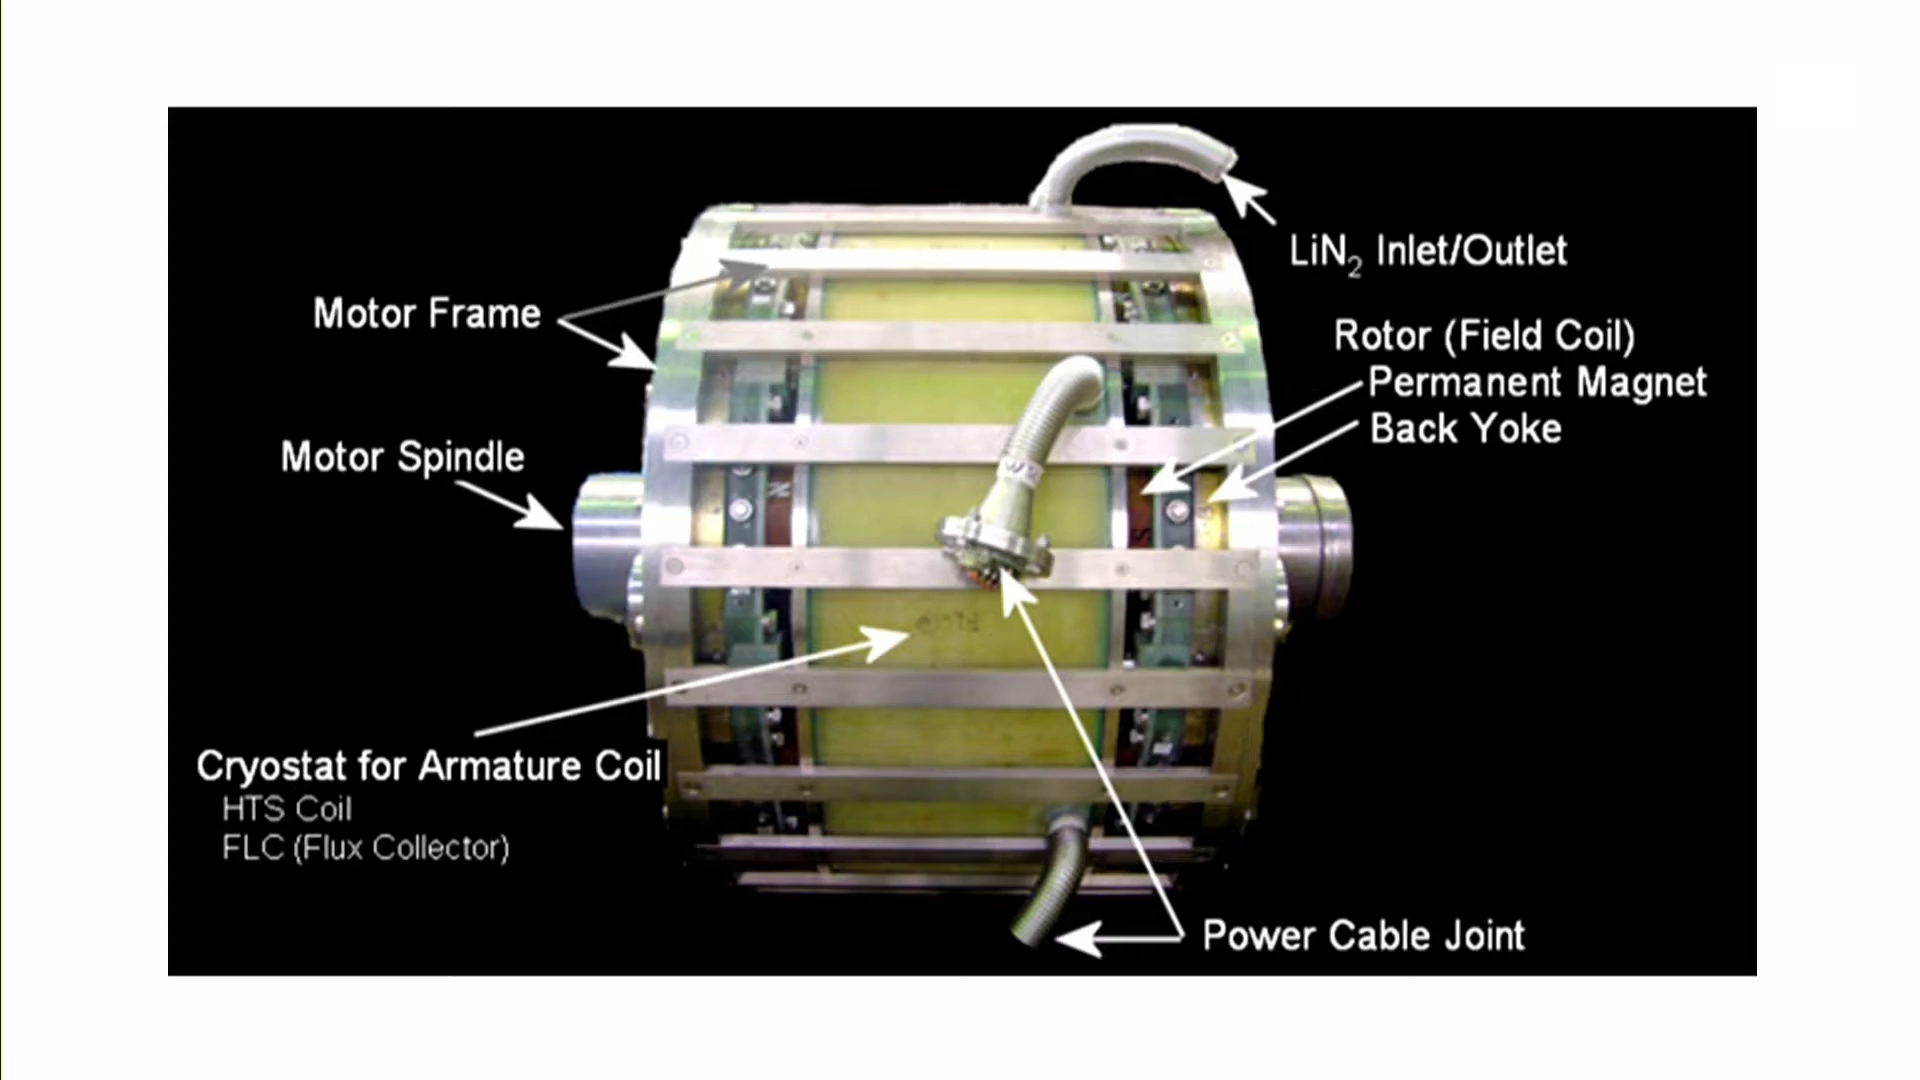 LiN₂ Inlet/Outlet
Motor Frame
Rotor (Field Coil)
Permanent Magnet
Back Yoke
Motor Spindle
W2
N
S
Cryostat for Armature Coil
HTS Coil
FLC (Flux Collector)
Power Cable Joint